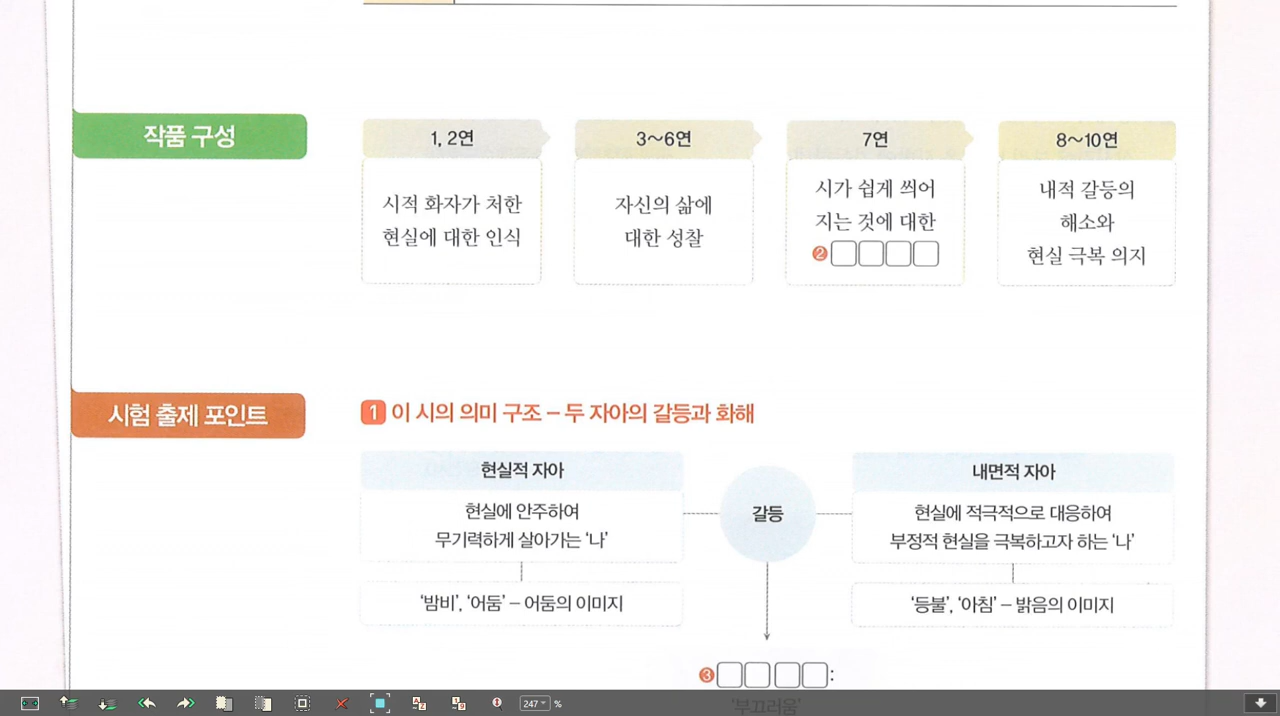 작품 구성
1, 2연
시적 화자가 처한
현실에 대한 인식
3~6연
자신의 삶에
대한 성찰
7연
시가 쉽게 씌어
지는 것에 대한
❷□□□□
8~10연
내적 갈등의
해소와
현실 극복 의지
시험 출제 포인트
1 이 시의 의미 구조 – 두 자아의 갈등과 화해
현실적 자아
현실에 안주하여
무기력하게 살아가는 ‘나’
‘밤비’, ‘어둠’ – 어둠의 이미지
갈등
내면적 자아
현실에 적극적으로 대응하여
부정적 현실을 극복하고자 하는 ‘나’
‘등불’, ‘아침’ – 밝음의 이미지
❸□□ □□:
‘부끄러움’
247 %